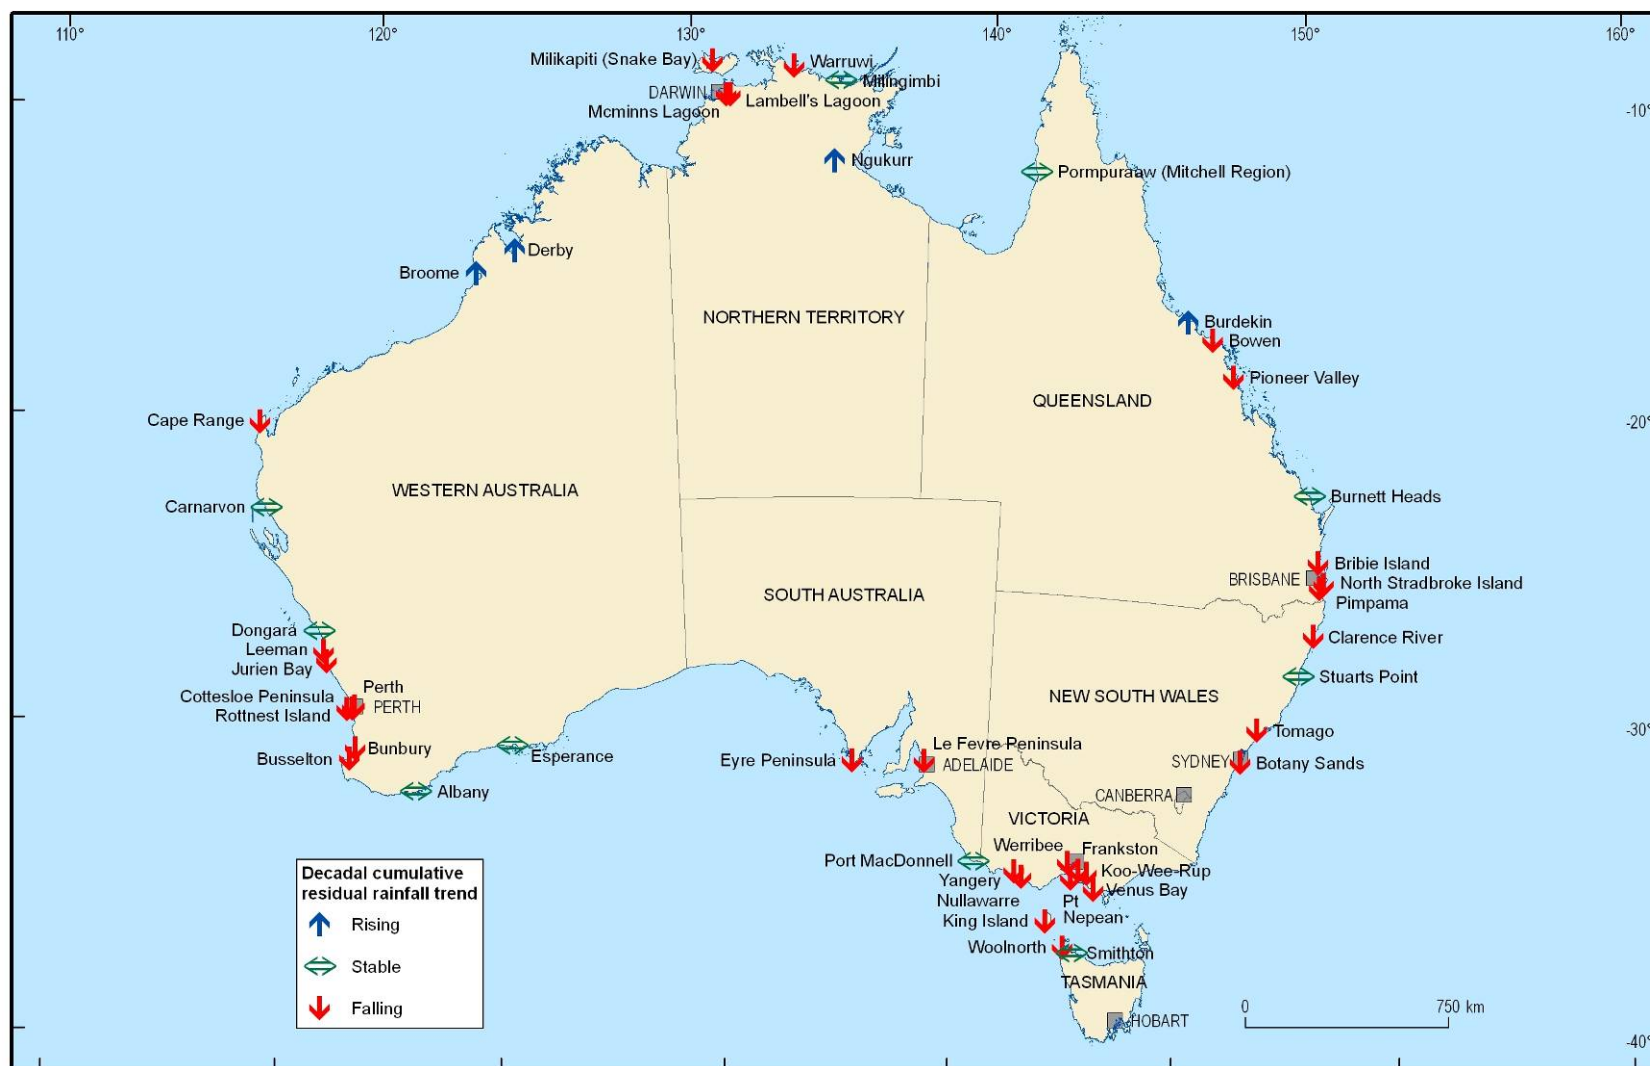 110°
120°
130°
140°
150°
160°
Milikapiti (Snake Bay)
Warruwi
Milingimbi
DARWIN
Lambell's Lagoon
Mcminns Lagoon
-10°
Ngukurr
Pormpuraaw (Mitchell Region)
Derby
Broome
NORTHERN TERRITORY
Burdekin
Bowen
Pioneer Valley
QUEENSLAND
Cape Range
-20°
WESTERN AUSTRALIA
Burnett Heads
Carnarvon
Bribie Island
BRISBANE
North Stradbroke Island
SOUTH AUSTRALIA
Pimpama
Dongara
Clarence River
Leeman
Jurien Bay
Stuarts Point
Perth
Cottesloe Peninsula
NEW SOUTH WALES
PERTH
Rottnest Island
-30°
Tomago
Bunbury
Le Fevre Peninsula
Busselton
Esperance
Eyre Peninsula
ADELAIDE
SYDNEY
Botany Sands
Albany
CANBERRA
VICTORIA
Werribee
Frankston
Port MacDonnell
Koo-Wee-Rup
Yangery
Venus Bay
Nullawarre
Pt
Nepean
King Island
Woolnorth
Smithton
TASMANIA
HOBART
Decadal cumulative
residual rainfall trend
Rising
Stable
Falling
0
750 km
-40°